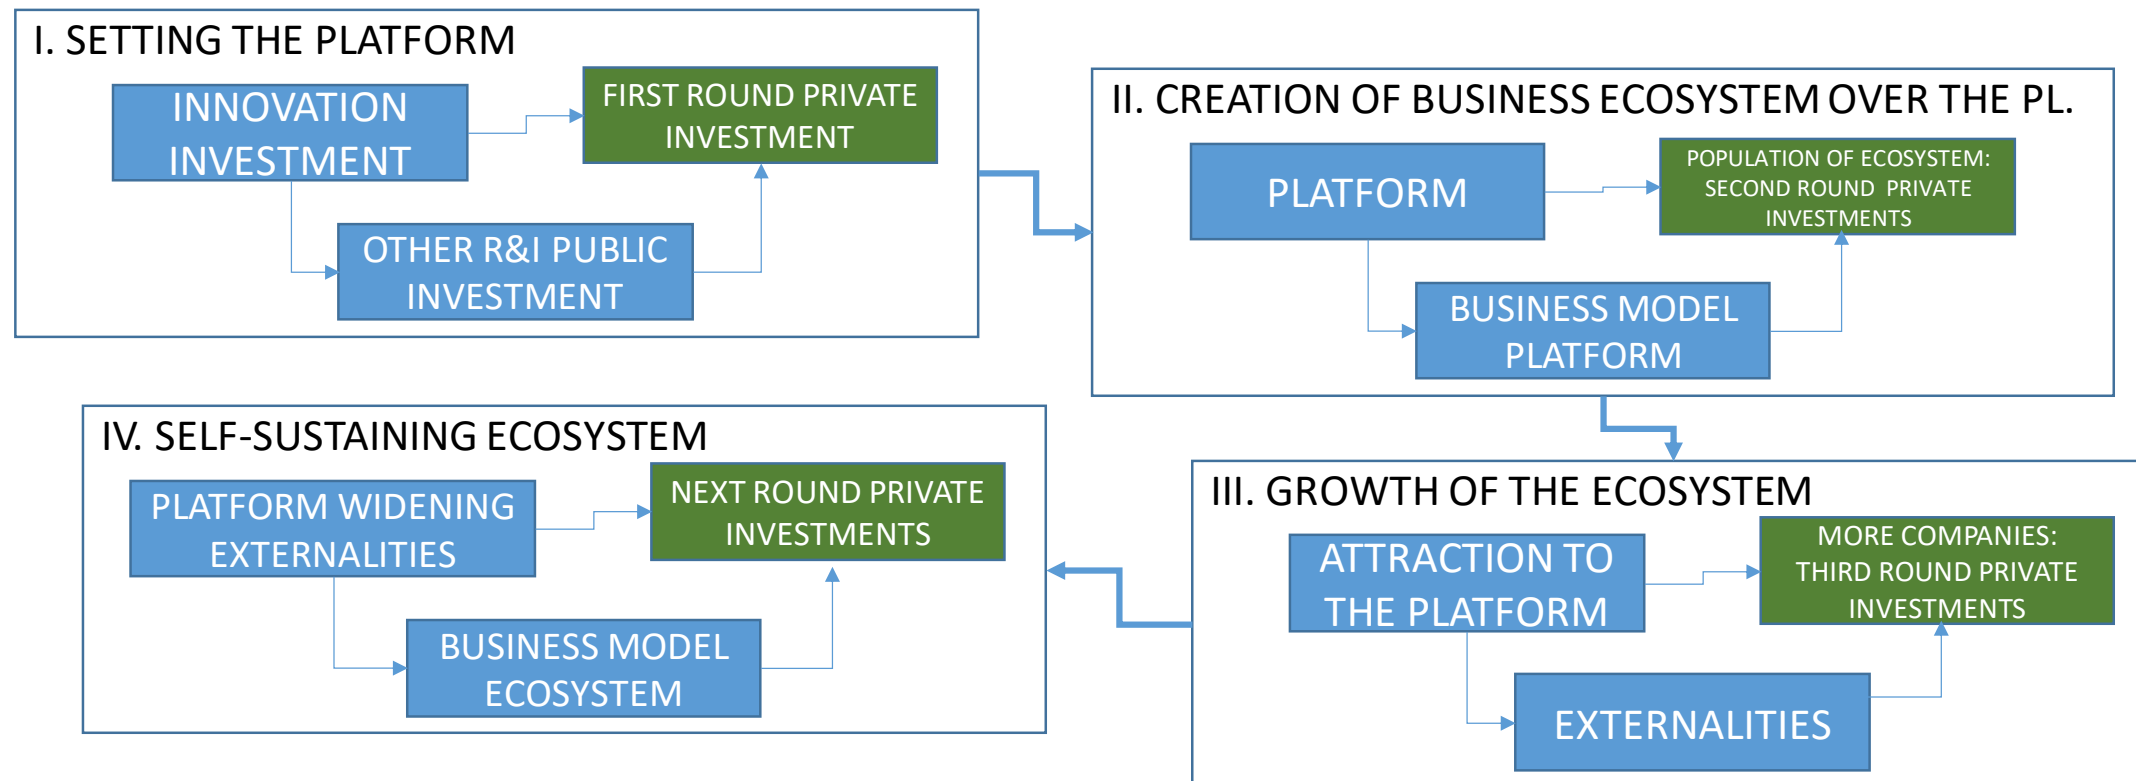 I. SETTING THE PLATFORM
INNOVATION
INVESTMENT
FIRST ROUND PRIVATE
INVESTMENT
OTHER R&I PUBLIC
INVESTMENT
II. CREATION OF BUSINESS ECOSYSTEM OVER THE PL.
PLATFORM
POPULATION OF ECOSYSTEM:
SECOND ROUND PRIVATE
INVESTMENTS
BUSINESS MODEL
PLATFORM
III. GROWTH OF THE ECOSYSTEM
ATTRACTION TO
THE PLATFORM
MORE COMPANIES:
THIRD ROUND PRIVATE
INVESTMENTS
EXTERNALITIES
IV. SELF-SUSTAINING ECOSYSTEM
PLATFORM WIDENING
EXTERNALITIES
NEXT ROUND PRIVATE
INVESTMENTS
BUSINESS MODEL
ECOSYSTEM